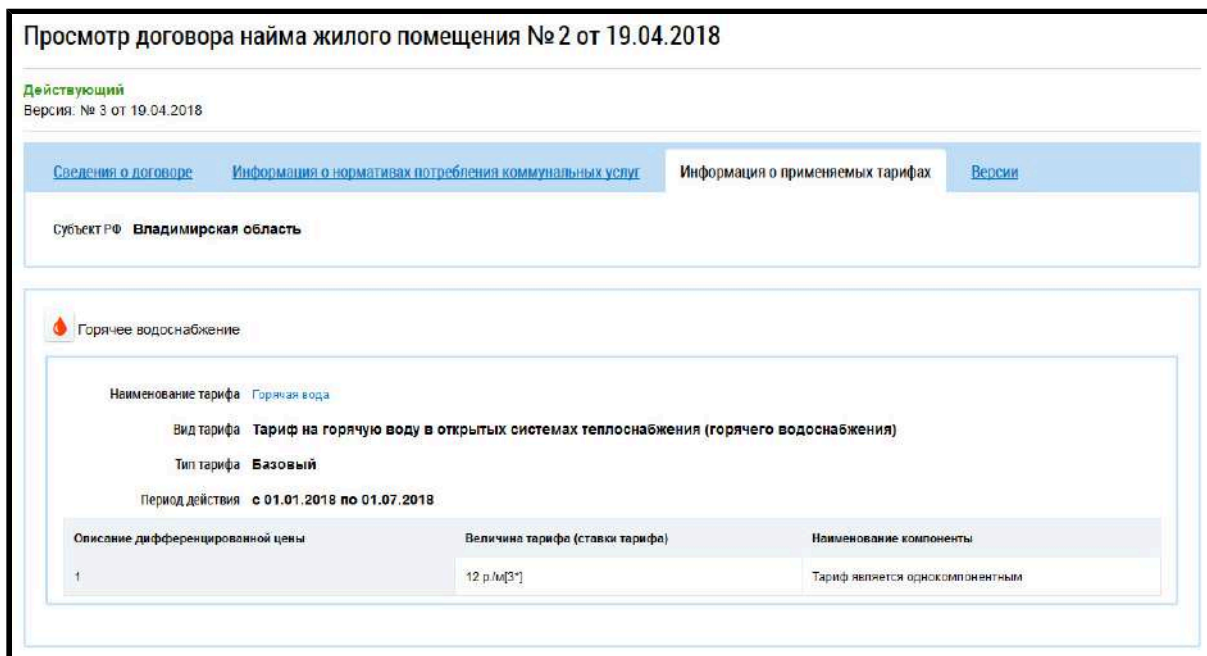 Просмотр договора найма жилого помещения № 2 от 19.04.2018
Действующий
Версия: № 3 от 19.04.2018
Сведения о договоре Информация о нормативах потребления коммунальных услуг Информация о применяемых тарифах Версии
Субъект РФ Владимирская область
Горячее водоснабжение
Наименование тарифа Горячая вода
Вид тарифа Тариф на горячую воду в открытых системах теплоснабжения (горячего водоснабжения)
Тип тарифа Базовый
Период действия с 01.01.2018 по 01.07.2018
Описание дифференцированной цены Величина тарифа (ставки тарифа) Наименование компоненты
1 12 р./м[3*] Тариф является однокомпонентным